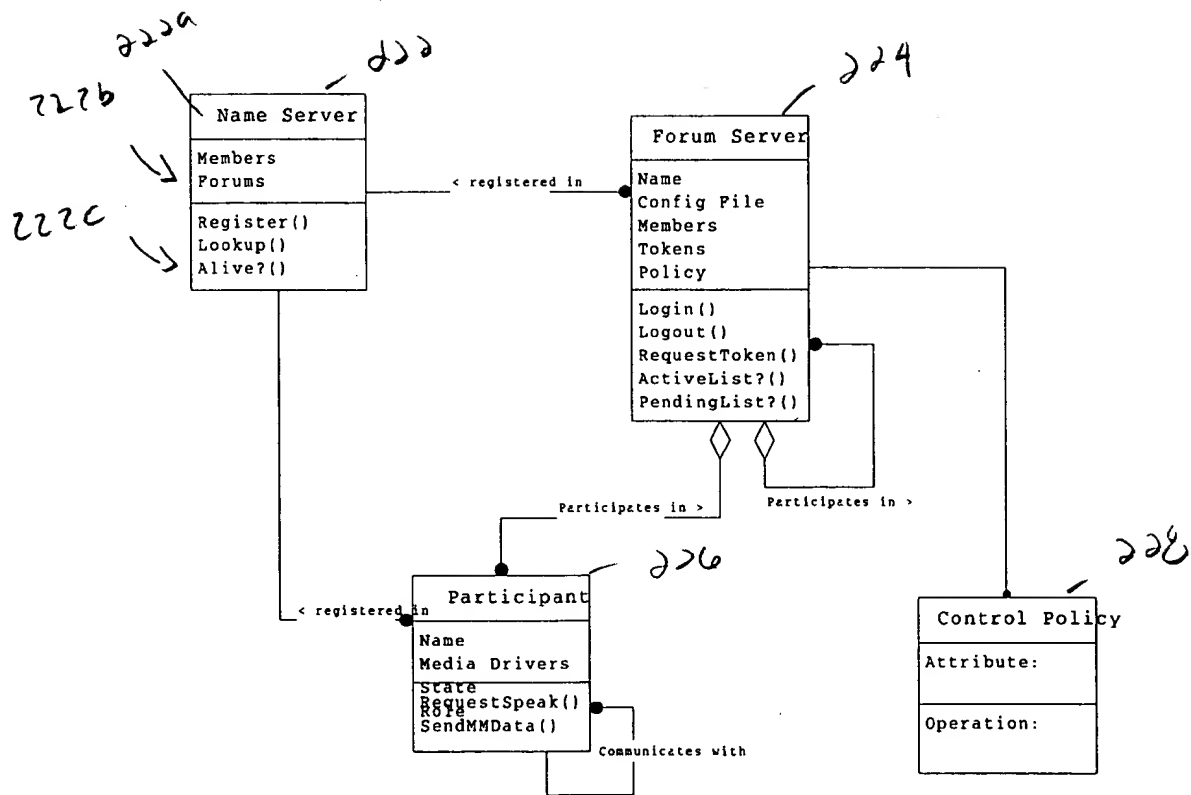 222a
222
224
222b
Name Server
Forum Server
Members
Forums
< registered in
Name
Config File
Members
Tokens
Policy
222c
Register()
Lookup()
Alive?()
Login()
Logout()
RequestToken()
ActiveList?()
PendingList?()
Participates in >
Participates in >
226
228
< registered in
Participant
Control Policy
Name
Media Drivers
State
Role
RequestSpeak()
SendMMData()
Attribute:
Operation:
Communicates with